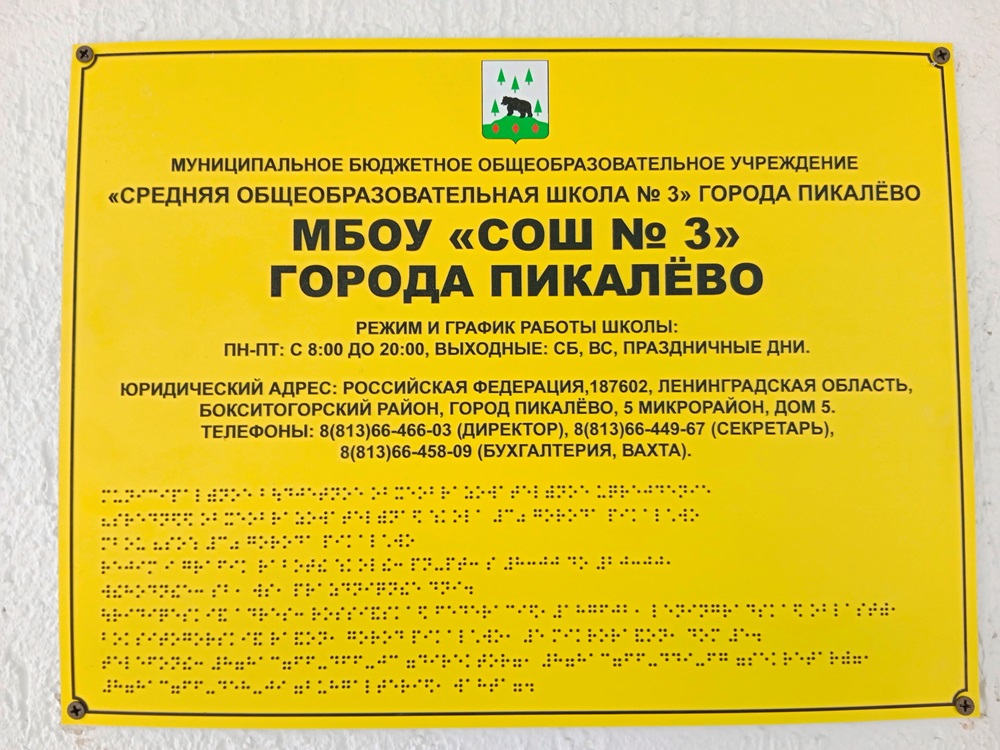 МУНИЦИПАЛЬНОЕ БЮДЖЕТНОЕ ОБЩЕОБРАЗОВАТЕЛЬНОЕ УЧРЕЖДЕНИЕ
«СРЕДНЯЯ ОБЩЕОБРАЗОВАТЕЛЬНАЯ ШКОЛА № 3» ГОРОДА ПИКАЛЁВО
МБОУ «СОШ № 3»
ГОРОДА ПИКАЛЁВО
РЕЖИМ И ГРАФИК РАБОТЫ ШКОЛЫ:
ПН-ПТ: С 8:00 ДО 20:00, ВЫХОДНЫЕ: СБ, ВС, ПРАЗДНИЧНЫЕ ДНИ.
ЮРИДИЧЕСКИЙ АДРЕС: РОССИЙСКАЯ ФЕДЕРАЦИЯ,187602, ЛЕНИНГРАДСКАЯ ОБЛАСТЬ,
БОКСИТОГОРСКИЙ РАЙОН, ГОРОД ПИКАЛЁВО, 5 МИКРОРАЙОН, ДОМ 5.
ТЕЛЕФОНЫ: 8(813)66-466-03 (ДИРЕКТОР), 8(813)66-449-67 (СЕКРЕТАРЬ),
8(813)66-458-09 (БУХГАЛТЕРИЯ, ВАХТА).